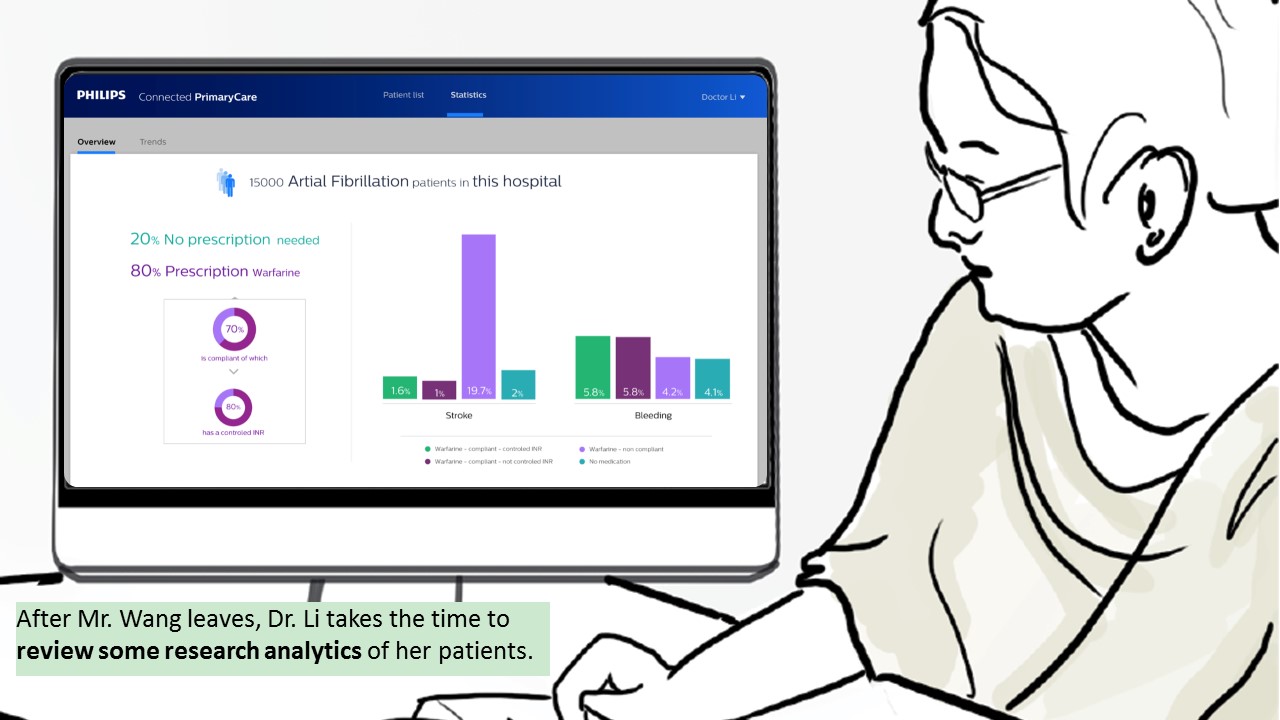 PHILIPS Connected PrimaryCare Patient list Statistics Doctor LI
Overview Trends
15000 Artial Fibrillation patients in this hospital
20% No prescription needed
80% Prescription Warfarine
70%
is compliant of which
80%
has a controled INR
1.6% 1% 19.7% 2%
Stroke
5.8% 5.8% 4.2% 4.1%
Bleeding
Warfarine - compliant - controled INR
Warfarine - compliant - not controled INR
Warfarine - non compliant
No medication
After Mr. Wang leaves, Dr. Li takes the time to
review some research analytics of her patients.